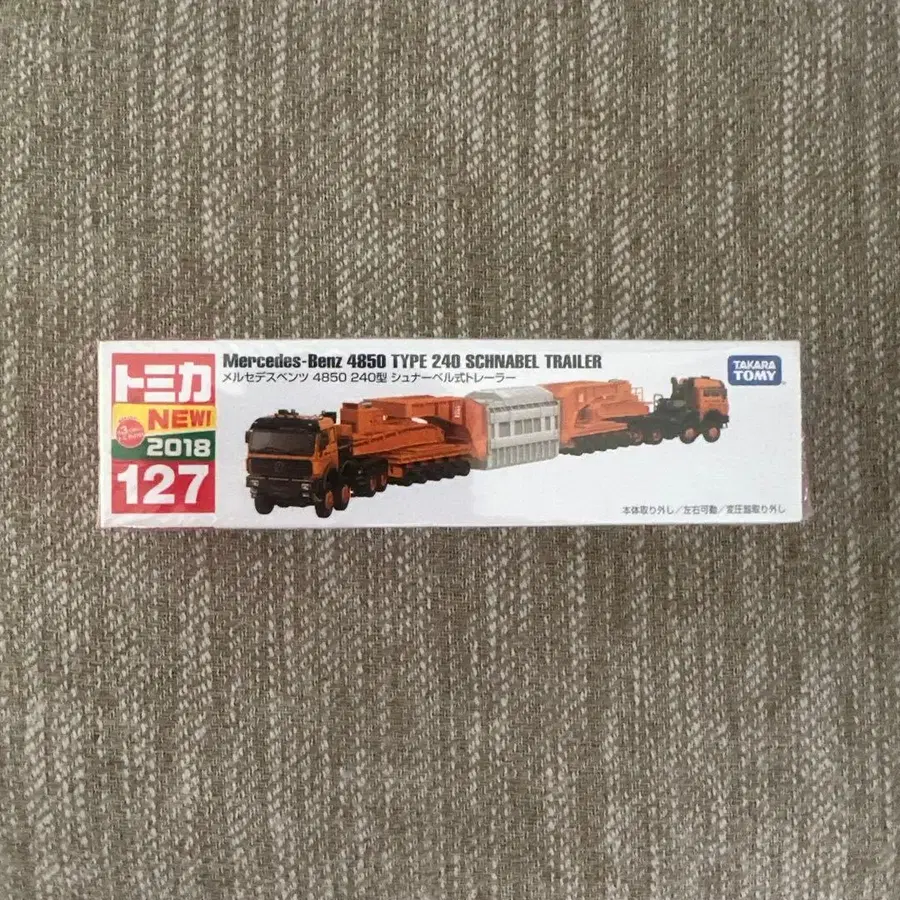 Mercedes-Benz 4850 TYPE 240 SCHNABEL TRAILER
メルセデスベンツ 4850 240型 シュナーベル式トレーラー
トミカ
NEW!
2018
127
TAKARA
TOMY
本体取り外し/左右可動/変圧器取り外し